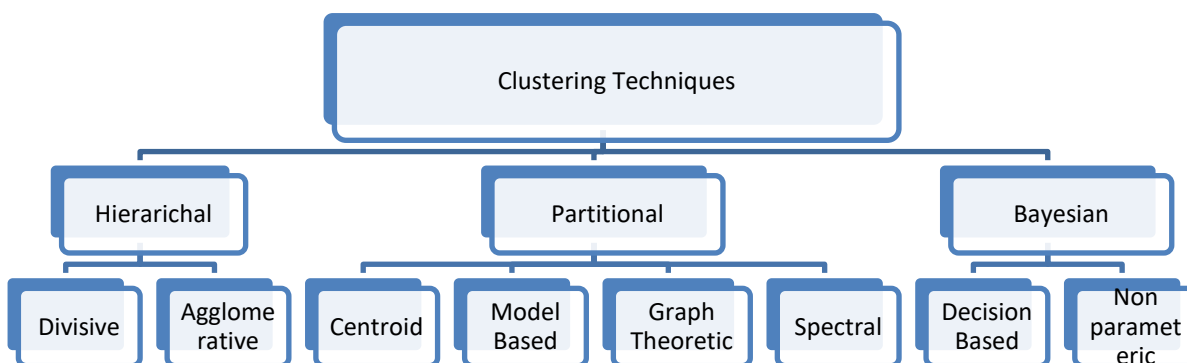 Clustering Techniques
Hierarichal
Partitional
Bayesian
Divisive
Agglome
rative
Centroid
Model
Based
Graph
Theoretic
Spectral
Decision
Based
Non
paramet
eric